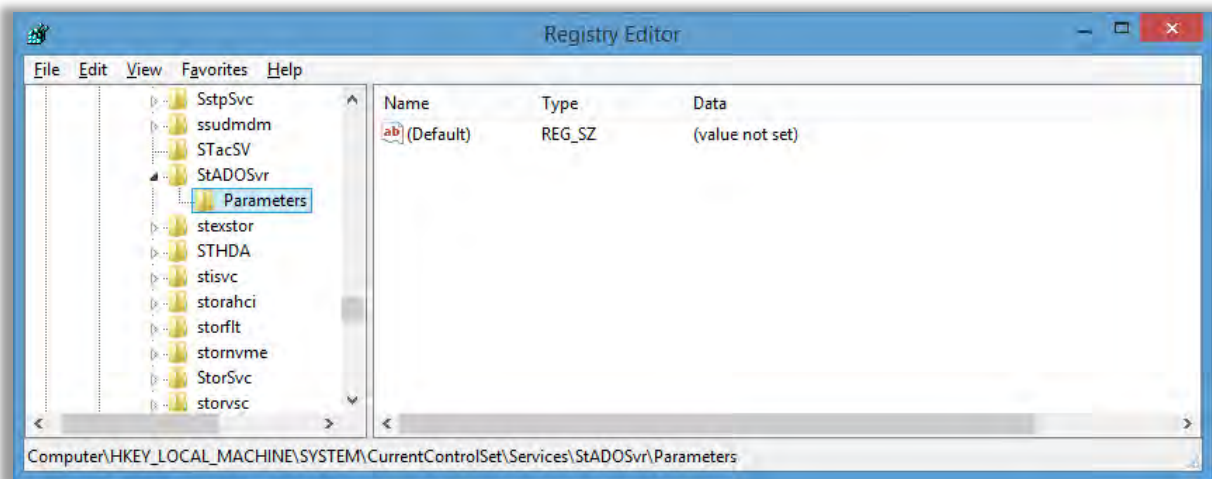 Registry Editor
File Edit View Favorites Help
SstpSvc
ssudmdm
STacSV
StADOSvr
Parameters
stexstor
STHDA
stisvc
storahci
storflt
stornvme
StorSvc
storvsc
Name Type Data
ab (Default) REG_SZ (value not set)
Computer\HKEY_LOCAL_MACHINE\SYSTEM\CurrentControlSet\Services\StADOSvr\Parameters